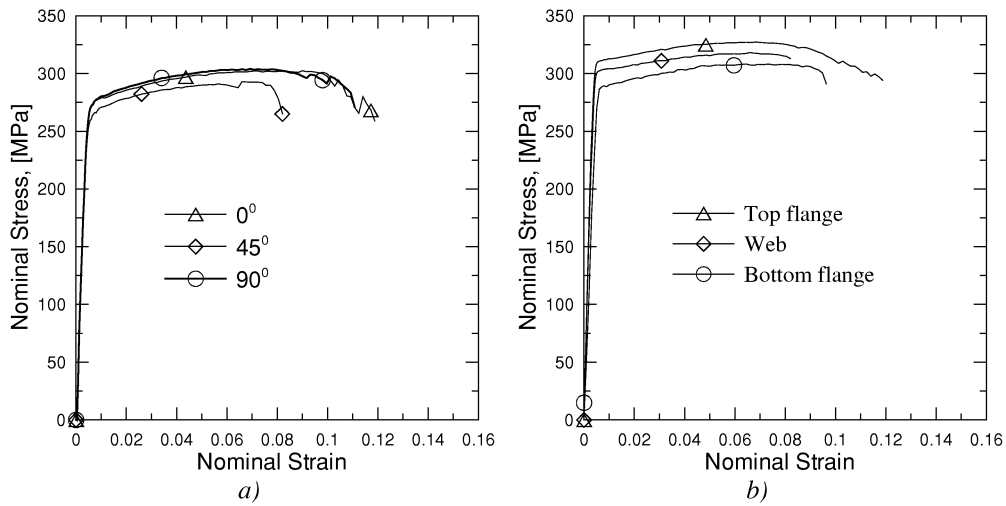 350
300
250
200
150
100
50
0
Nominal Stress, [MPa]
0⁰
45⁰
90⁰
0 0.02 0.04 0.06 0.08 0.1 0.12 0.14 0.16
Nominal Strain
a)
350
300
250
200
150
100
50
0
Nominal Stress, [MPa]
Top flange
Web
Bottom flange
0 0.02 0.04 0.06 0.08 0.1 0.12 0.14 0.16
Nominal Strain
b)